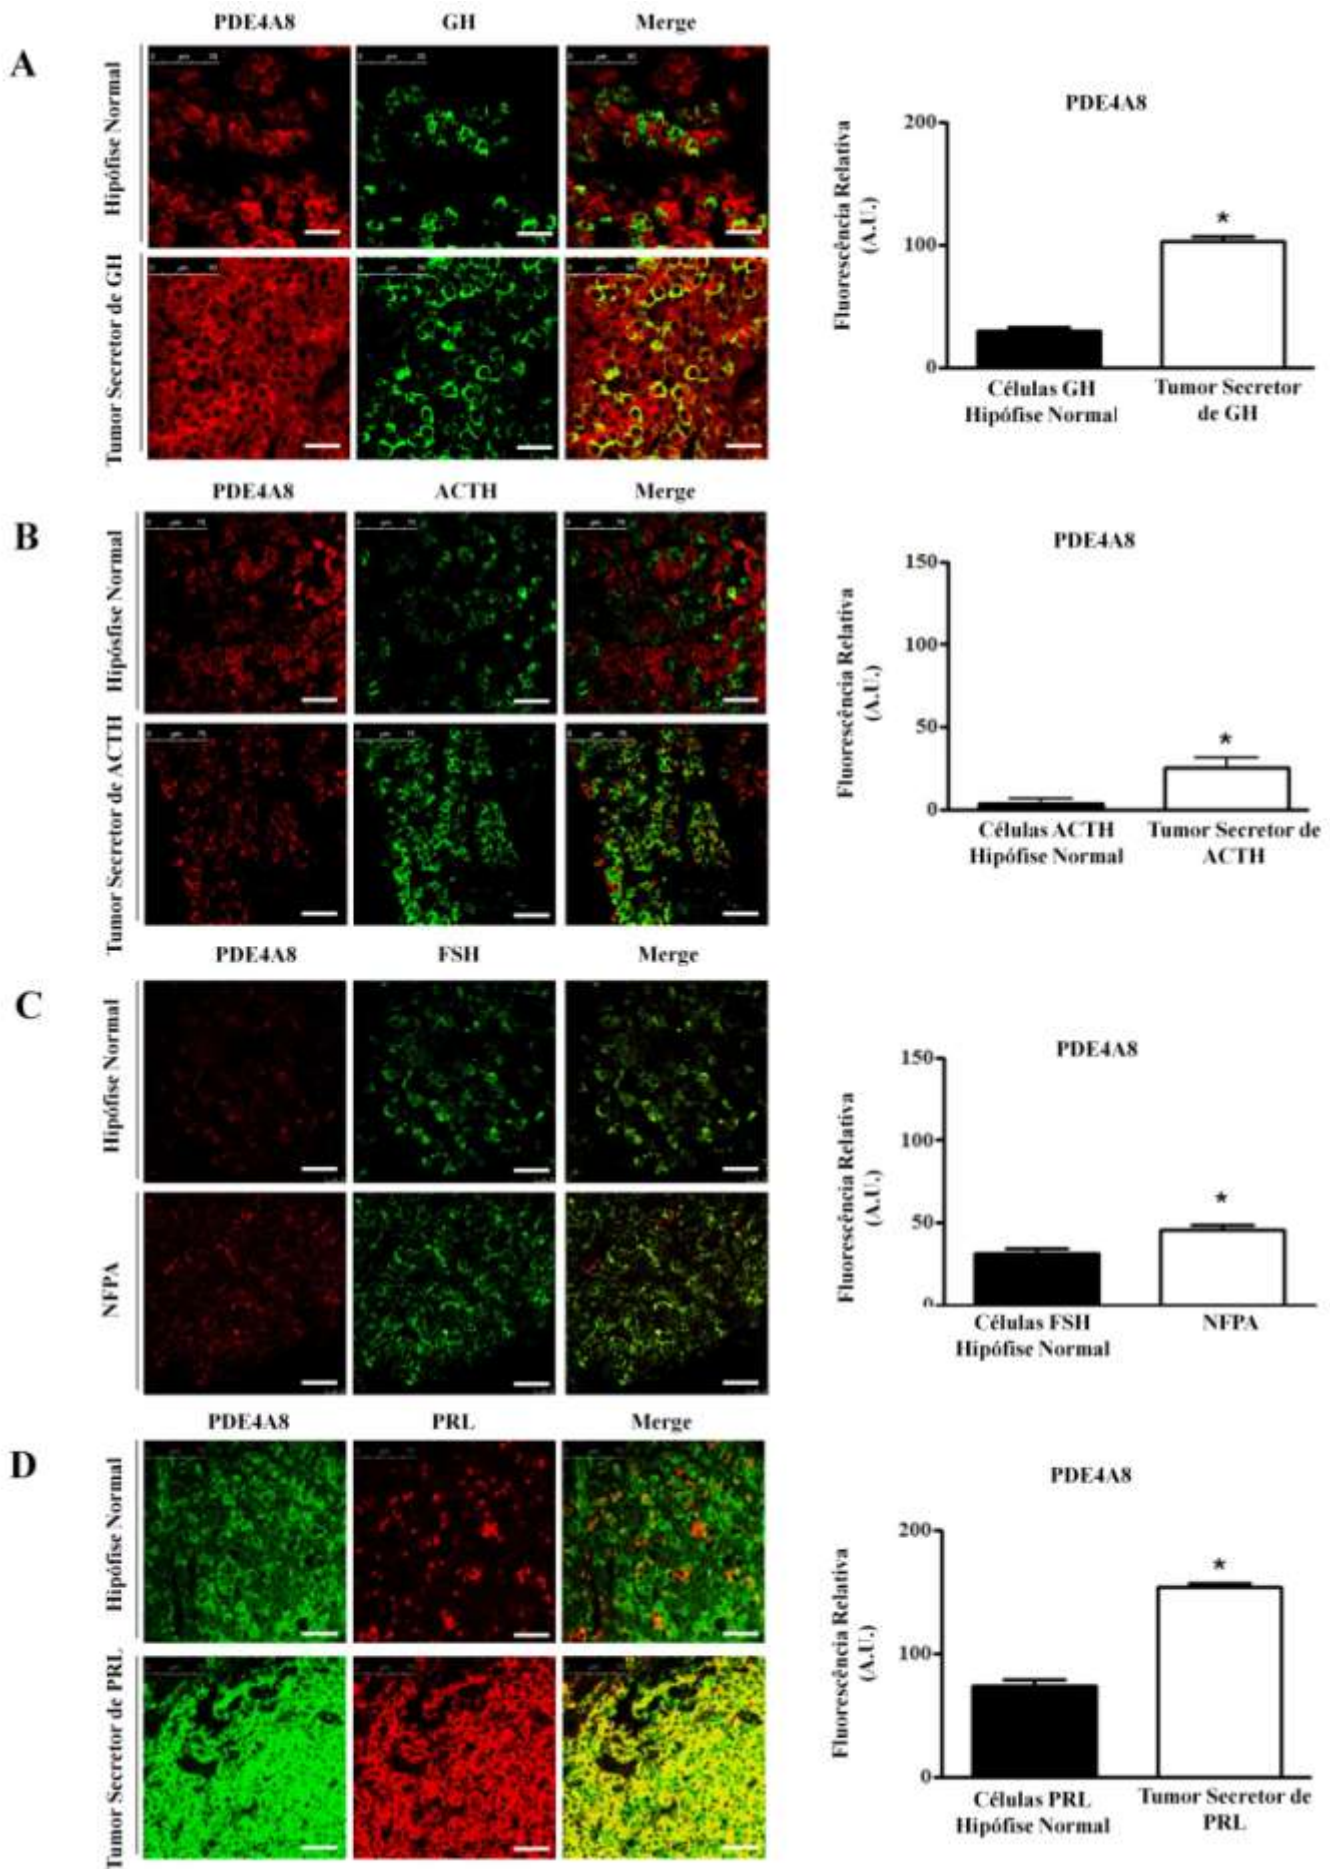 PDE4A8 GH Merge
A
Hipófise Normal
Tumor Secretor de GH
PDE4A8
200
100
0
Fluorescência Relativa
(A.U.)
*
Células GH
Hipófise Normal
Tumor Secretor
de GH
PDE4A8 ACTH Merge
B
Hipósfise Normal
Tumor Secretor de ACTH
PDE4A8
150
100
50
0
Fluorescência Relativa
(A.U.)
*
Células ACTH
Hipófise Normal
Tumor Secretor de
ACTH
PDE4A8 FSH Merge
C
Hipófise Normal
NFPA
PDE4A8
150
100
50
0
Fluorescência Relativa
(A.U.)
*
Células FSH
Hipófise Normal
NFPA
PDE4A8 PRL Merge
D
Hipófise Normal
Tumor Secretor de PRL
PDE4A8
200
100
0
Fluorescência Relativa
(A.U.)
*
Células PRL
Hipófise Normal
Tumor Secretor de
PRL